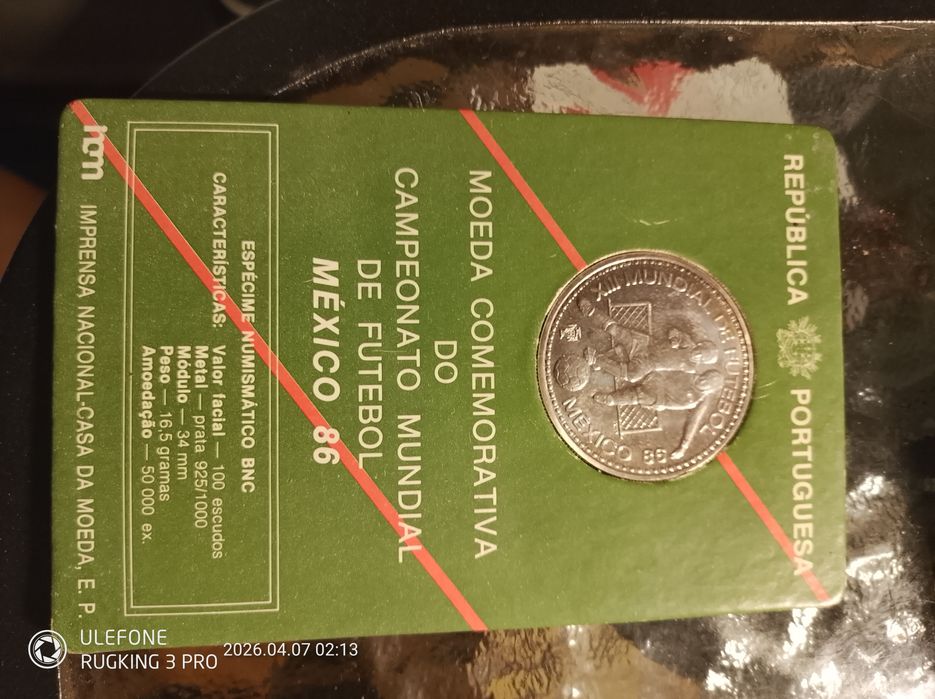 REPÚBLICA PORTUGUESA
XIII MUNDIAL DE FUTEBOL
MÉXICO 86
MOEDA COMEMORATIVA
DO
CAMPEONATO MUNDIAL
DE FUTEBOL
MÉXICO 86
ESPÉCIME NUMISMÁTICO BNC
CARACTERÍSTICAS: Valor facial — 100 escudos
Metal — prata 925/1000
Módulo — 34 mm
Peso — 16,5 gramas
Amoedação — 50 000 ex.
incm IMPRENSA NACIONAL-CASA DA MOEDA, E. P.
ULEFONE
RUGKING 3 PRO
2026.04.07 02:13